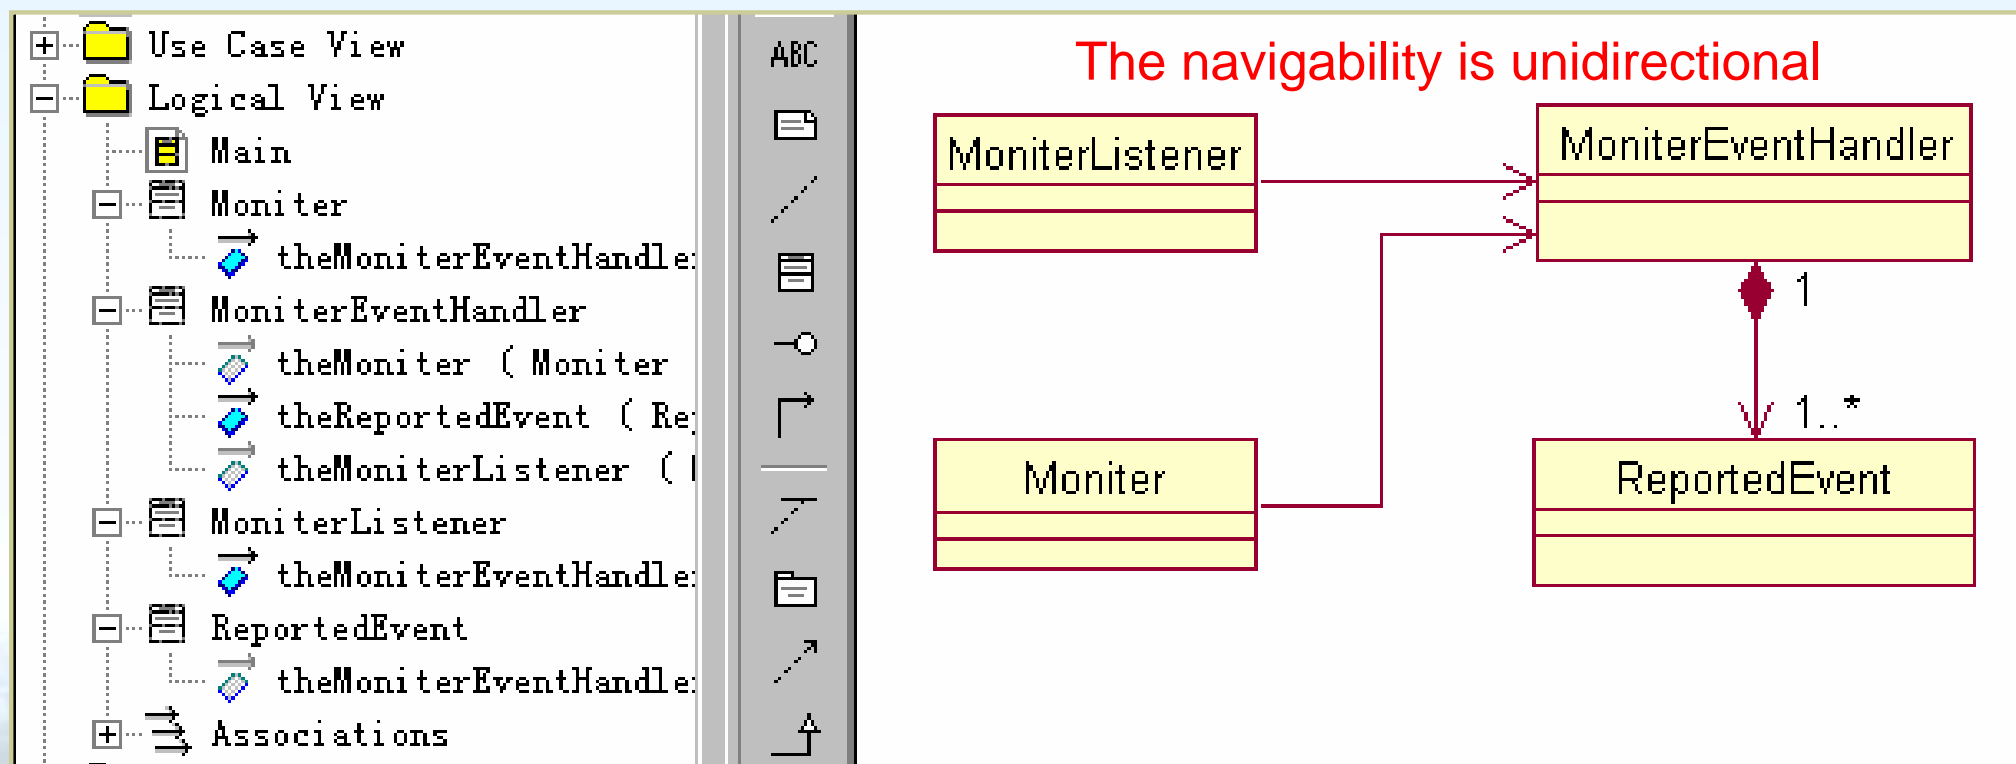 Use Case View
Logical View
Main
Moniter
theMoniterEventHandle
MoniterEventHandler
theMoniter ( Moniter
theReportedEvent ( Re
theMoniterListener (
MoniterListener
theMoniterEventHandle
ReportedEvent
theMoniterEventHandle
Associations
ABC
The navigability is unidirectional
MoniterListener
MoniterEventHandler
1
1..*
Moniter
ReportedEvent